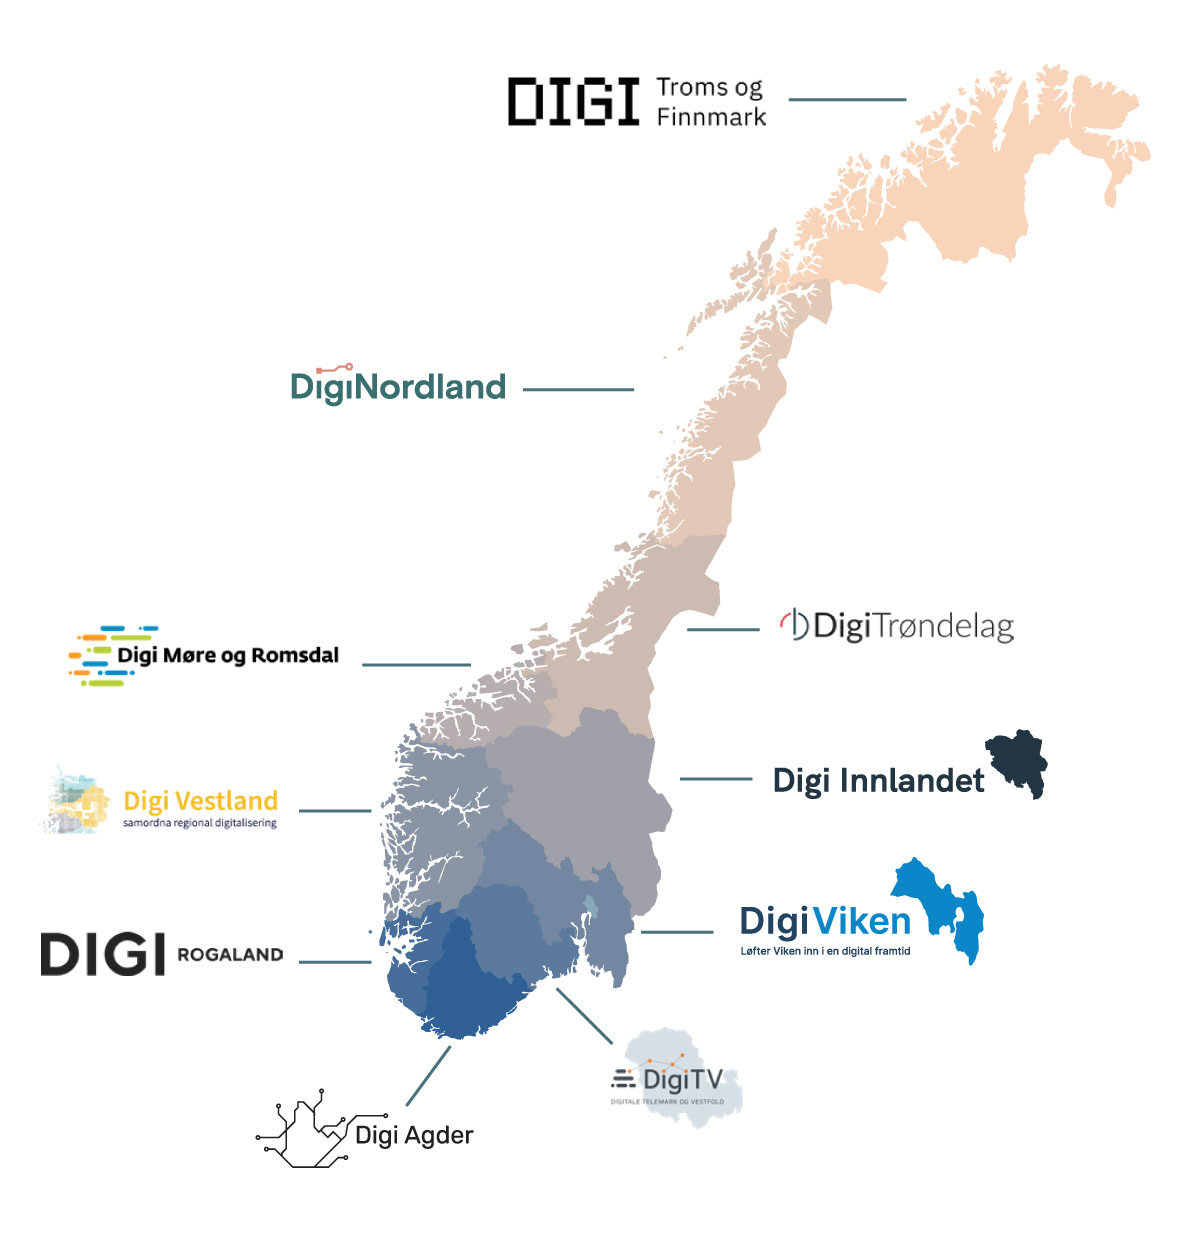 DIGI Troms og
Finnmark
DigiNordland
DigiTrøndelag
Digi Møre og Romsdal
Digi Innlandet
Digi Vestland
samordna regional digitalisering
DigiViken
Løfter Viken inn i en digital framtid
DIGI ROGALAND
DigiTV
DIGITALE TELEMARK OG VESTFOLD
Digi Agder